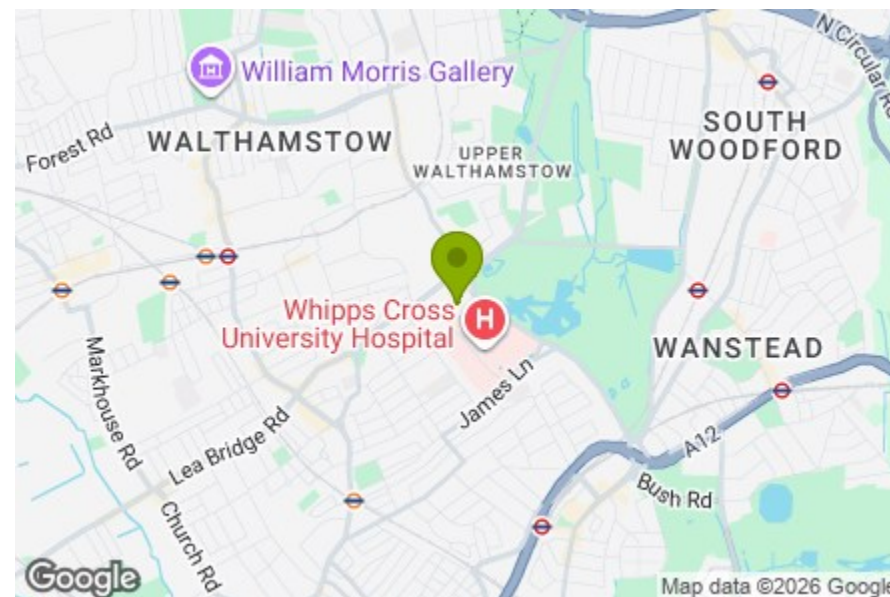 William Morris Gallery
N Circular Rd
SOUTH
WOODFORD
Forest Rd
WALTHAMSTOW
UPPER
WALTHAMSTOW
Whipps Cross
University Hospital
H
WANSTEAD
Markhouse Rd
James Ln
Lea Bridge Rd
A12
Bush Rd
Church Rd
Google
Map data ©2026 Google